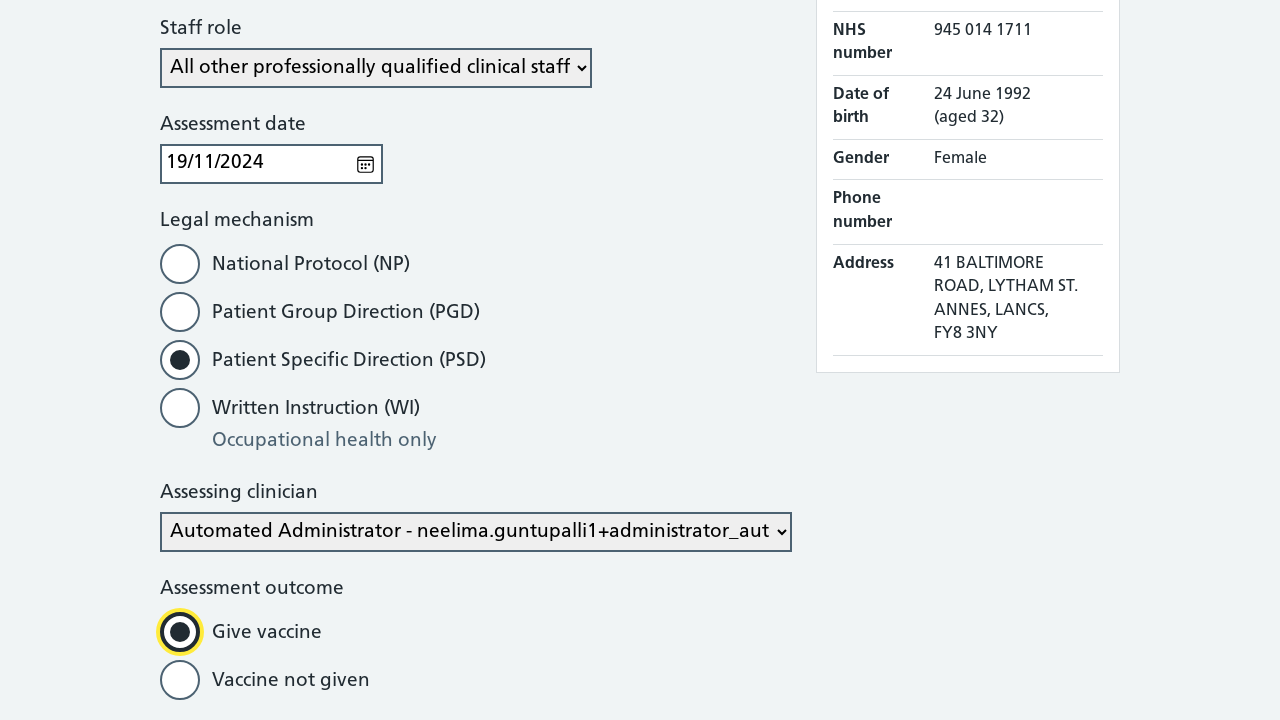 Staff role
All other professionally qualified clinical staff
Assessment date
19/11/2024
Legal mechanism
National Protocol (NP)
Patient Group Direction (PGD)
Patient Specific Direction (PSD)
Written Instruction (WI)
Occupational health only
Assessing clinician
Automated Administrator - neelima.guntupalli1+administrator_aut
Assessment outcome
Give vaccine
Vaccine not given
NHS number
945 014 1711
Date of birth
24 June 1992
(aged 32)
Gender
Female
Phone number
Address
41 BALTIMORE
ROAD, LYTHAM ST.
ANNES, LANCS,
FY8 3NY